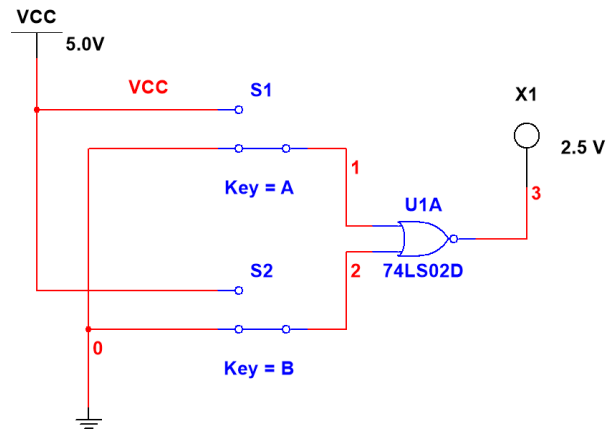 VCC
5.0V
VCC
S1
X1
2.5 V
1
Key = A
3
U1A
S2
2
74LS02D
0
Key = B